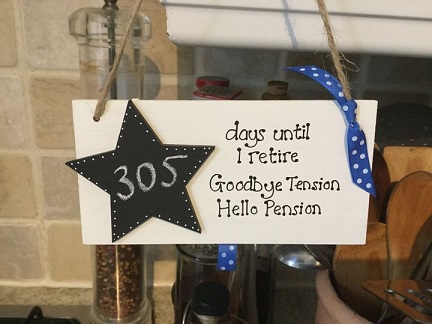 305
days until
I retire
Goodbye Tension
Hello Pension